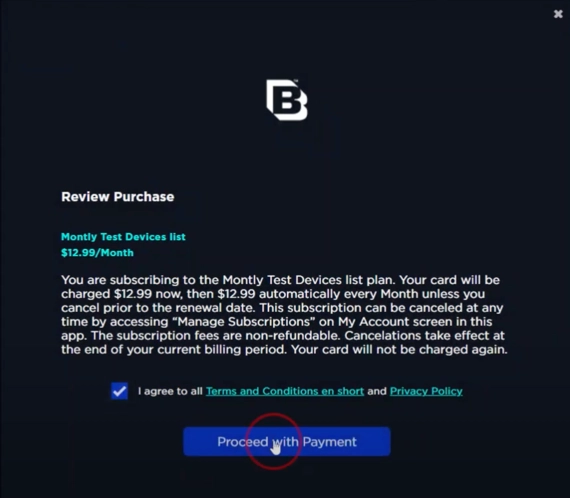 B
Review Purchase
Montly Test Devices list
$12.99/Month
You are subscribing to the Montly Test Devices list plan. Your card will be
charged $12.99 now, then $12.99 automatically every Month unless you
cancel prior to the renewal date. This subscription can be canceled at any
time by accessing “Manage Subscriptions” on My Account screen in this
app. The subscription fees are non-refundable. Cancelations take effect at
the end of your current billing period. Your card will not be charged again.
I agree to all Terms and Conditions en short and Privacy Policy
Proceed with Payment